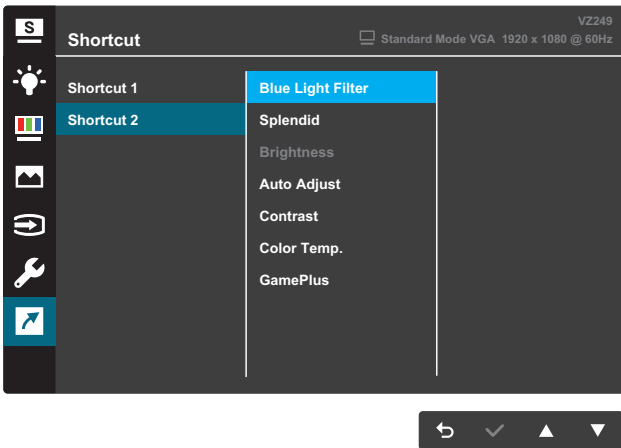 S
VZ249
Shortcut
Standard Mode VGA 1920 x 1080 @ 60Hz
Shortcut 1
Shortcut 2
Blue Light Filter
Splendid
Brightness
Auto Adjust
Contrast
Color Temp.
GamePlus